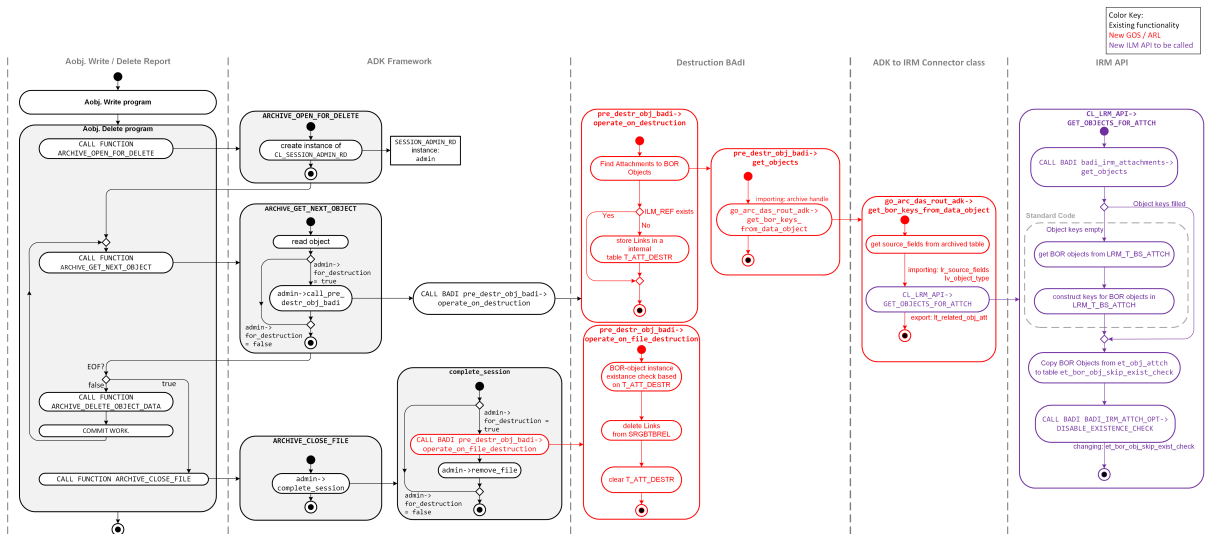 Color Key:
Existing functionality
New GOS / ARL
New ILM API to be called
Aobj. Write / Delete Report
ADK Framework
Destruction BAdI
ADK to IRM Connector class
IRM API
Aobj. Write program
Aobj. Delete program
CALL FUNCTION
ARCHIVE_OPEN_FOR_DELETE
CALL FUNCTION
ARCHIVE_GET_NEXT_OBJECT
EOF?
false
true
CALL FUNCTION
ARCHIVE_DELETE_OBJECT_DATA
COMMIT WORK.
CALL FUNCTION ARCHIVE_CLOSE_FILE
ARCHIVE_OPEN_FOR_DELETE
create instance of
CL_SESSION_ADMIN_RD
SESSION_ADMIN_RD
instance:
admin
ARCHIVE_GET_NEXT_OBJECT
read object
admin->
for_destruction
= true
admin->call_pre_
destr_obj_badi
admin->
for_destruction
= false
CALL BADI pre_destr_obj_badi->
operate_on_destruction
ARCHIVE_CLOSE_FILE
admin->
complete_session
complete_session
admin->
for_destruction =
true
CALL BADI pre_destr_obj_badi->
operate_on_file_destruction
admin->remove_file
admin->
for_destruction
= false
pre_destr_obj_badi->
operate_on_destruction
Find Attachments to BOR
Objects
ILM_REF exists
Yes
No
store Links in a
internal
table T_ATT_DESTR
pre_destr_obj_badi->
operate_on_file_destruction
BOR-object instance
existance check based
on T_ATT_DESTR
delete Links
from SRGBTBREL
clear T_ATT_DESTR
pre_destr_obj_badi->
get_objects
importing: archive handle
go_arc_das_rout_adk->
get_bor_keys_
from_data_object
go_arc_das_rout_adk->
get_bor_keys_from_data_object
get source_fields from archived table
importing: lr_source_fields
lv_object_type
CL_LRM_API->
GET_OBJECTS_FOR_ATTCH
export: lt_related_obj_att
CL_LRM_API->
GET_OBJECTS_FOR_ATTCH
CALL BADI badi_irm_attachments->
get_objects
Object keys filled
Standard Code
Object keys empty
get BOR objects from LRM_T_BS_ATTCH
construct keys for BOR objects in
LRM_T_BS_ATTCH
Copy BOR Objects from et_obj_attch
to table et_bor_obj_skip_exist_check
CALL BADI BADI_IRM_ATTCH_OPT->
DISABLE_EXISTENCE_CHECK
changing: et_bor_obj_skip_exist_check